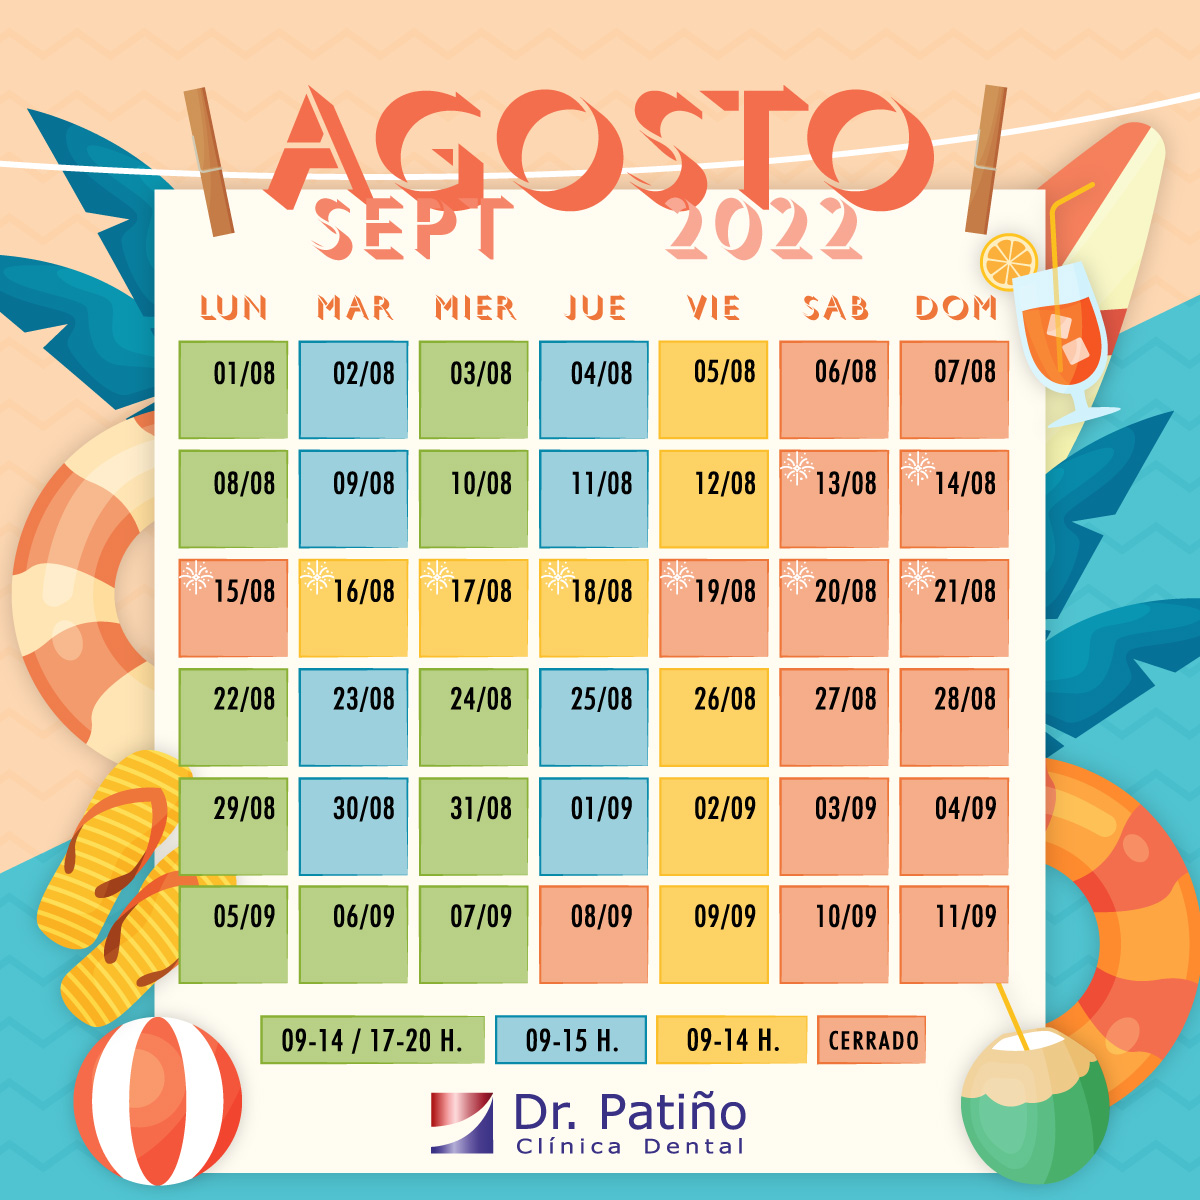 AGOSTO
SEPT 2022
LUN MAR MIER JUE VIE SAB DOM
01/08 02/08 03/08 04/08 05/08 06/08 07/08
08/08 09/08 10/08 11/08 12/08 13/08 14/08
15/08 16/08 17/08 18/08 19/08 20/08 21/08
22/08 23/08 24/08 25/08 26/08 27/08 28/08
29/08 30/08 31/08 01/09 02/09 03/09 04/09
05/09 06/09 07/09 08/09 09/09 10/09 11/09
09-14 / 17-20 H. 09-15 H. 09-14 H. CERRADO
Dr. Patiño
Clínica Dental